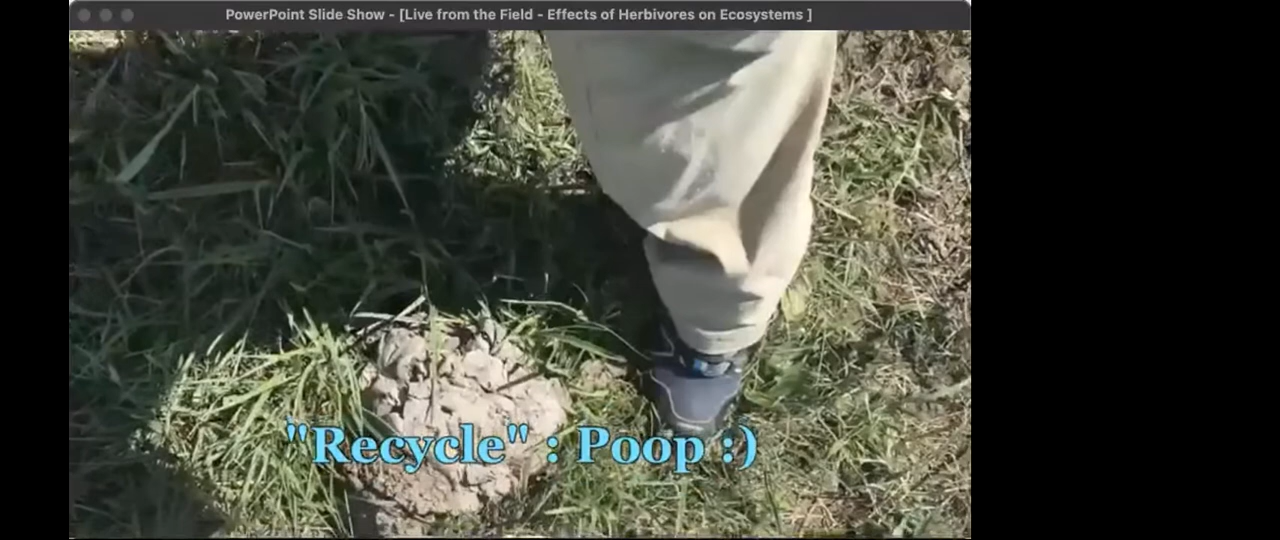 PowerPoint Slide Show - [Live from the Field - Effects of Herbivores on Ecosystems ]
"Recycle" : Poop :)